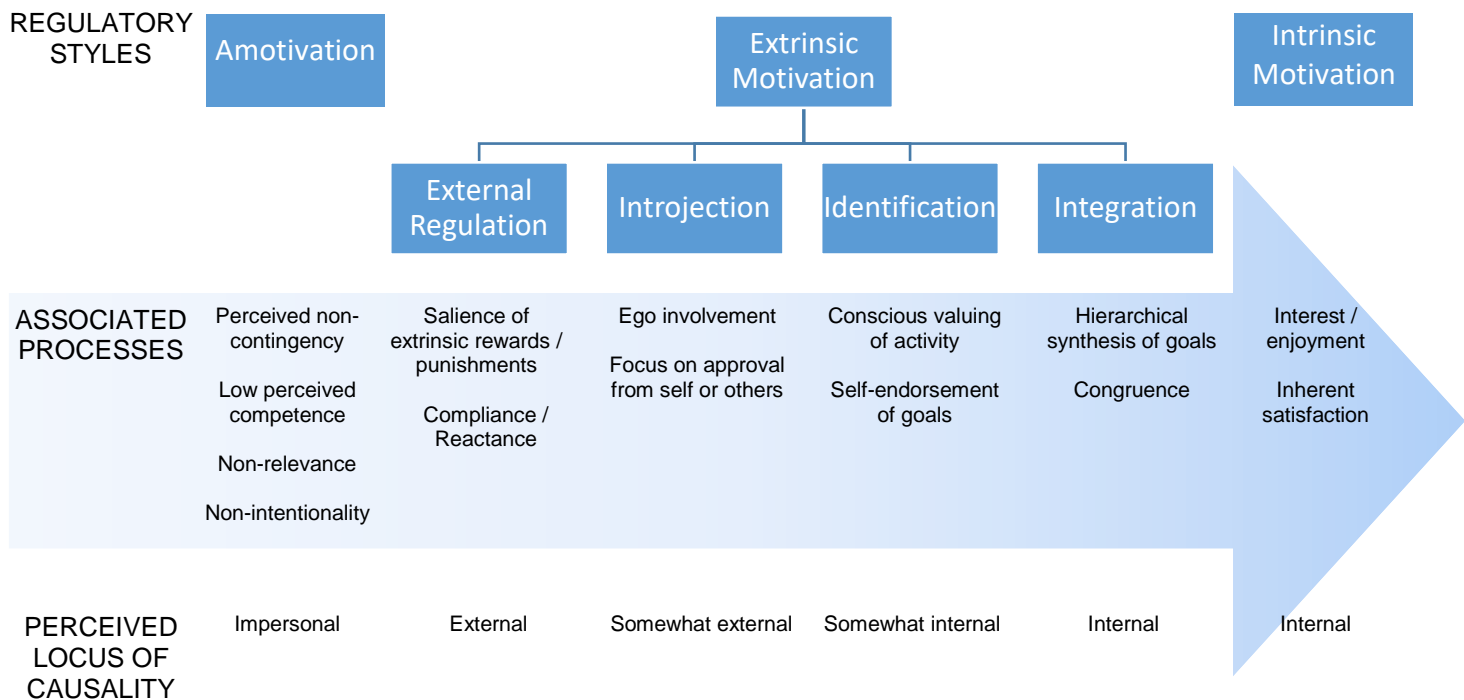 REGULATORY
STYLES
Amotivation
Extrinsic
Motivation
Intrinsic
Motivation
External
Regulation
Introjection
Identification
Integration
ASSOCIATED
PROCESSES
Perceived non-
contingency
Low perceived
competence
Non-relevance
Non-intentionality
Salience of
extrinsic rewards /
punishments
Compliance /
Reactance
Ego involvement
Focus on approval
from self or others
Conscious valuing
of activity
Self-endorsement
of goals
Hierarchical
synthesis of goals
Congruence
Interest /
enjoyment
Inherent
satisfaction
PERCEIVED
LOCUS OF
CAUSALITY
Impersonal
External
Somewhat external
Somewhat internal
Internal
Internal